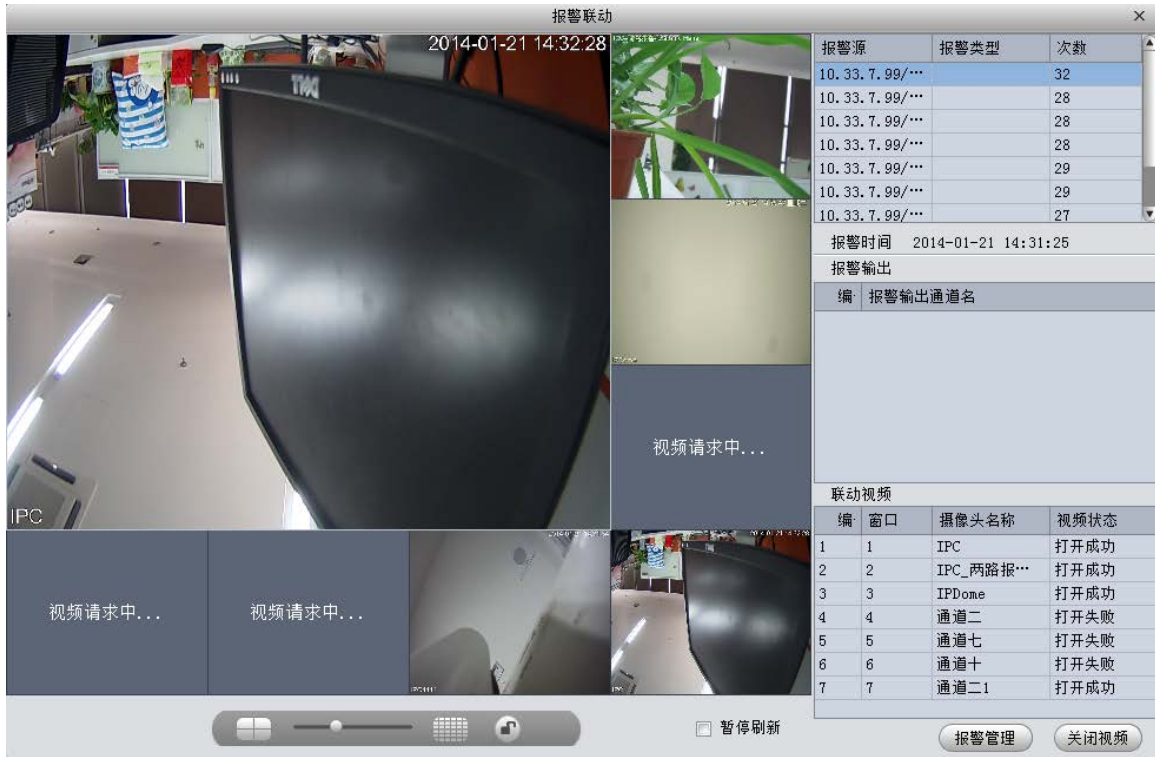 报警联动
2014-01-21 14:32:28
DELL
IPC
视频请求中...
视频请求中...
视频请求中...
IPC
报警源 报警类型 次数
10.33.7.99/… 32
10.33.7.99/… 28
10.33.7.99/… 28
10.33.7.99/… 28
10.33.7.99/… 29
10.33.7.99/… 29
10.33.7.99/… 27
报警时间 2014-01-21 14:31:25
报警输出
编· 报警输出通道名
联动视频
编· 窗口 摄像头名称 视频状态
1 1 IPC 打开成功
2 2 IPC_两路报… 打开成功
3 3 IPDome 打开成功
4 4 通道二 打开失败
5 5 通道七 打开失败
6 6 通道十 打开失败
7 7 通道二1 打开成功
暂停刷新
报警管理 关闭视频